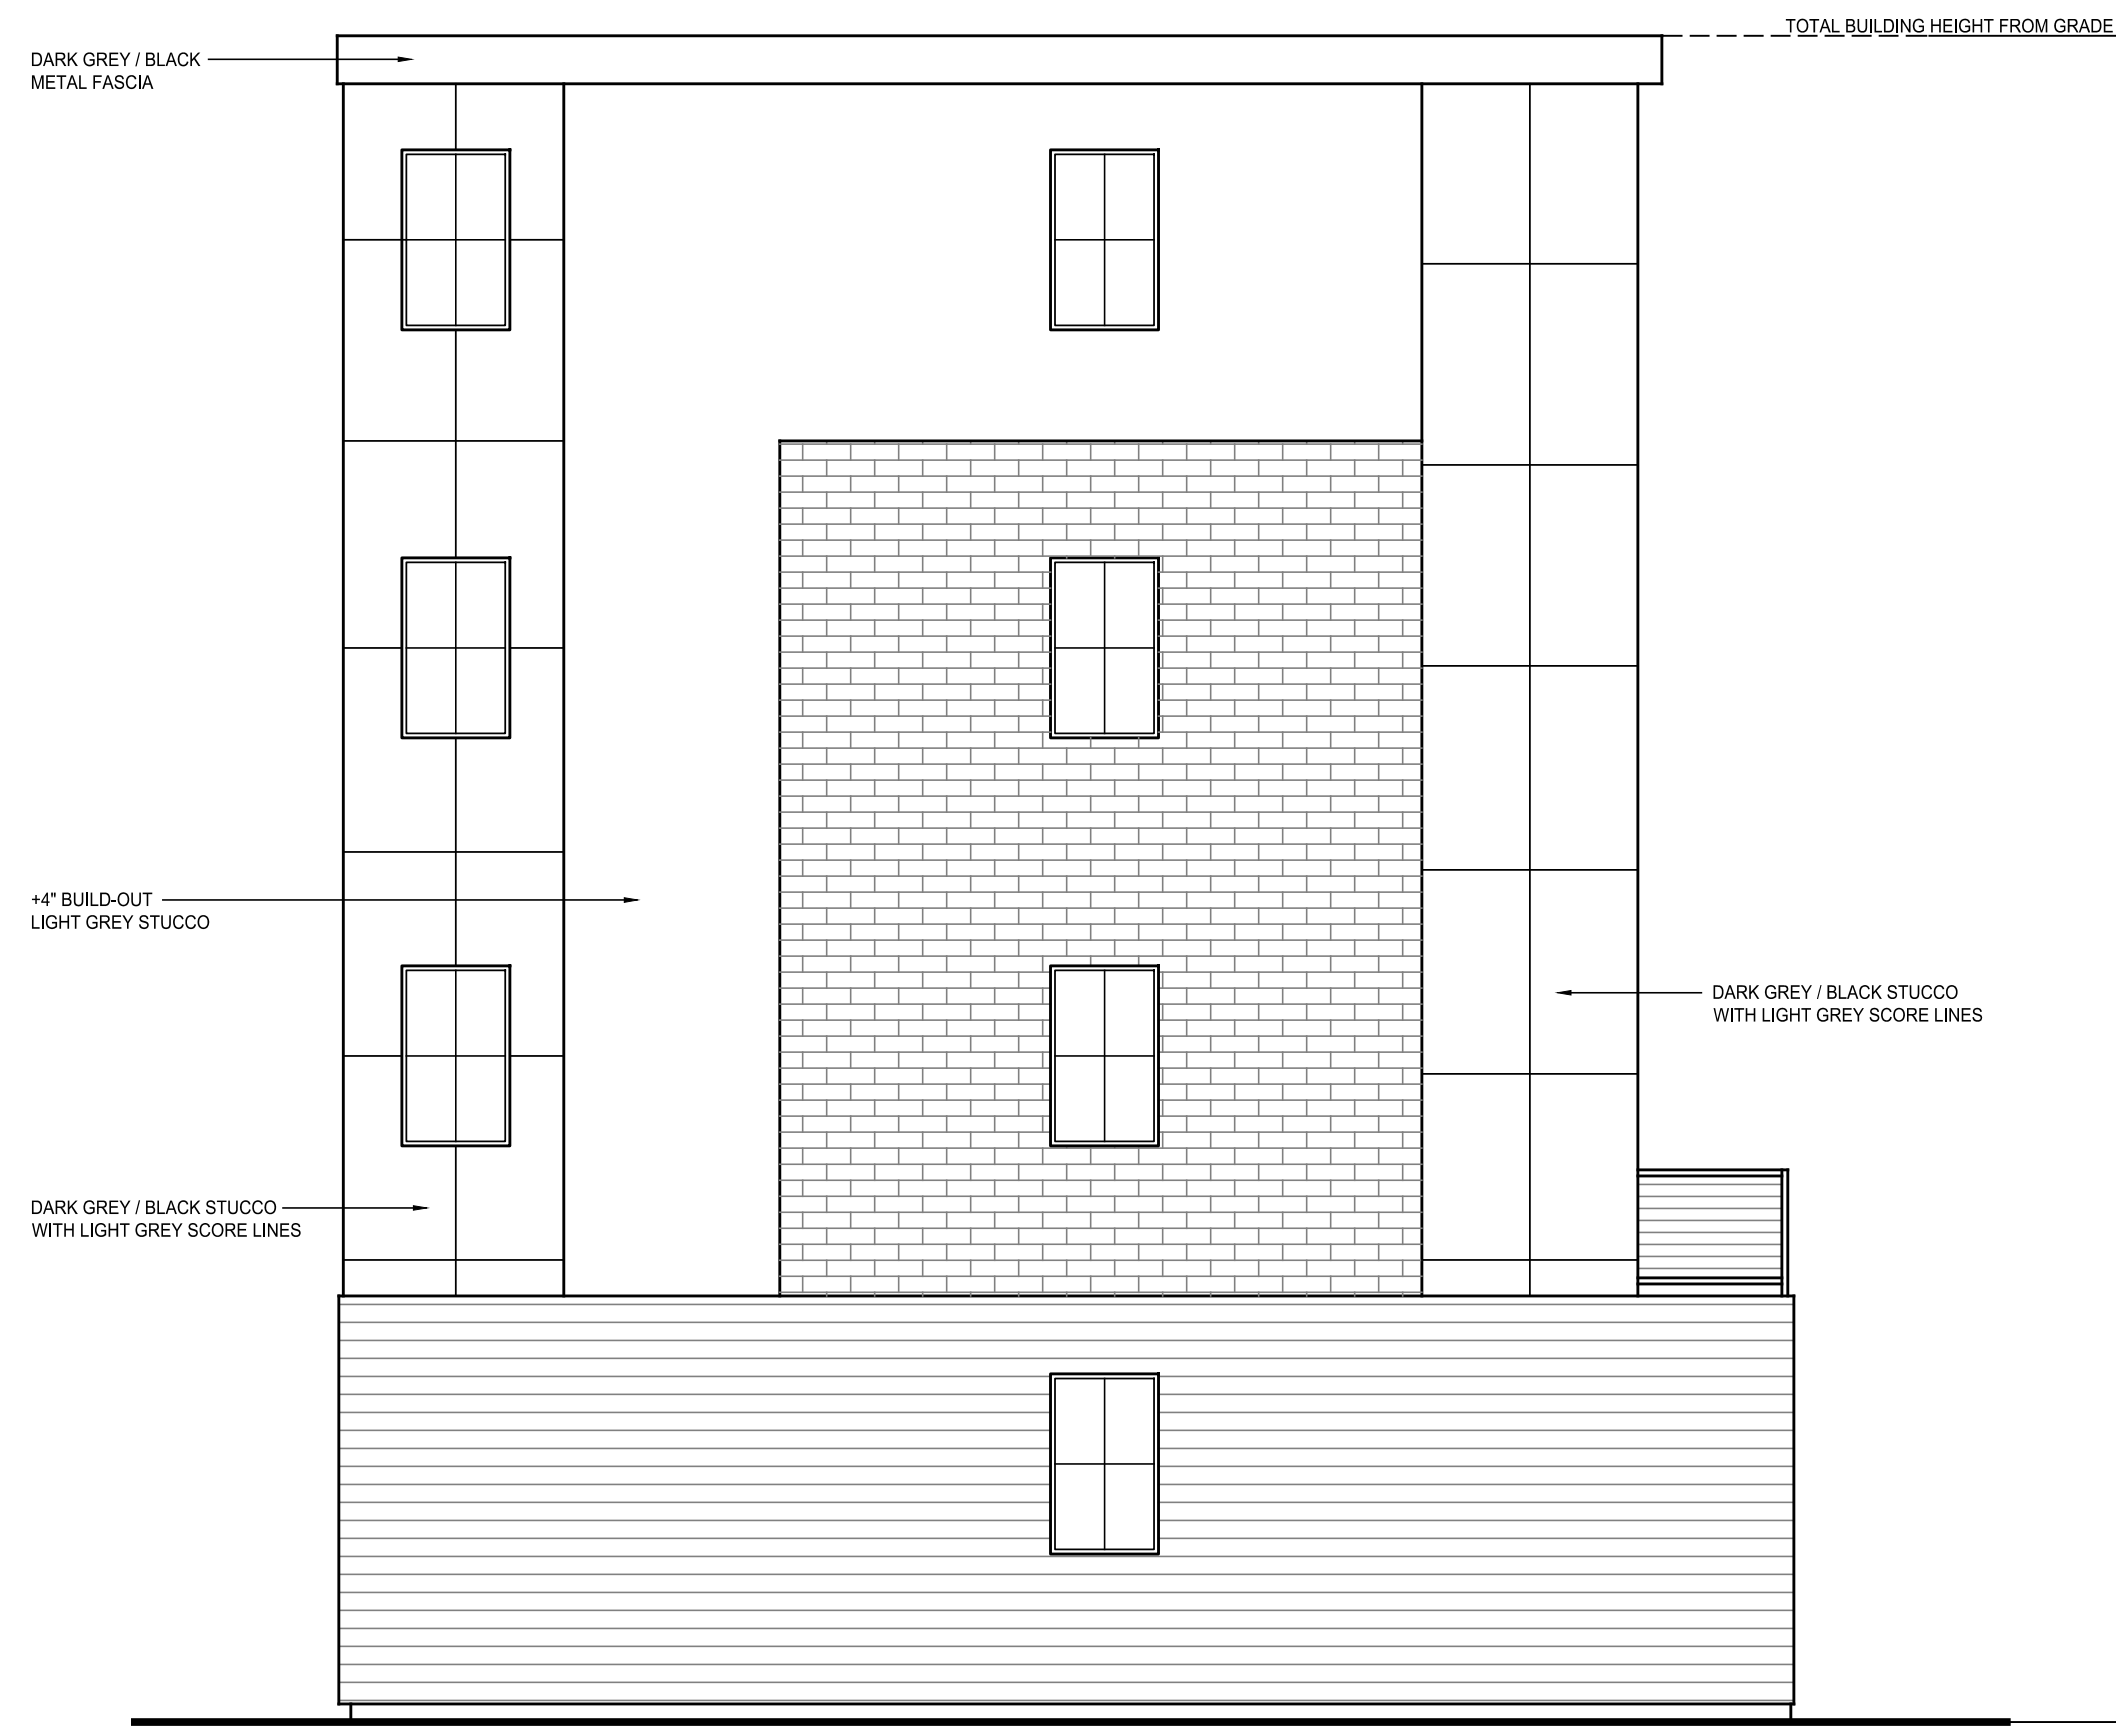 TOTAL BUILDING HEIGHT FROM GRADE
DARK GREY / BLACK
METAL FASCIA
+4" BUILD-OUT
LIGHT GREY STUCCO
DARK GREY / BLACK STUCCO
WITH LIGHT GREY SCORE LINES
DARK GREY / BLACK STUCCO
WITH LIGHT GREY SCORE LINES